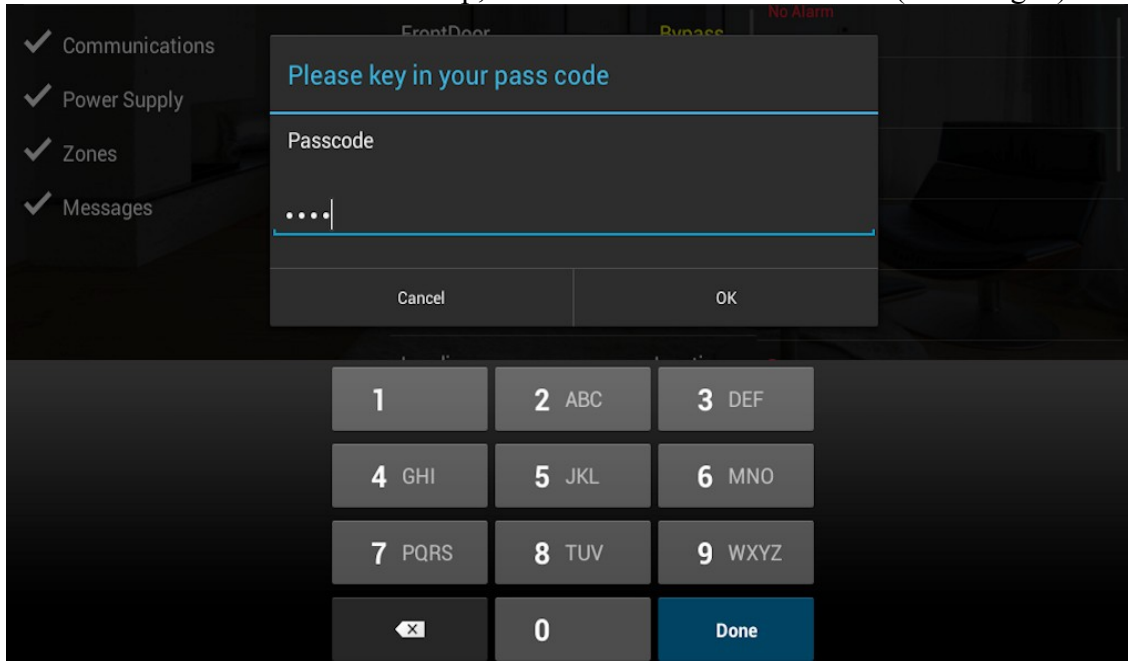 No Alarm
Communications
FrontDoor Bypass
Please key in your pass code
Power Supply
Passcode
Zones
Messages
••••
Cancel OK
1 2 ABC 3 DEF
4 GHI 5 JKL 6 MNO
7 PQRS 8 TUV 9 WXYZ
0 Done